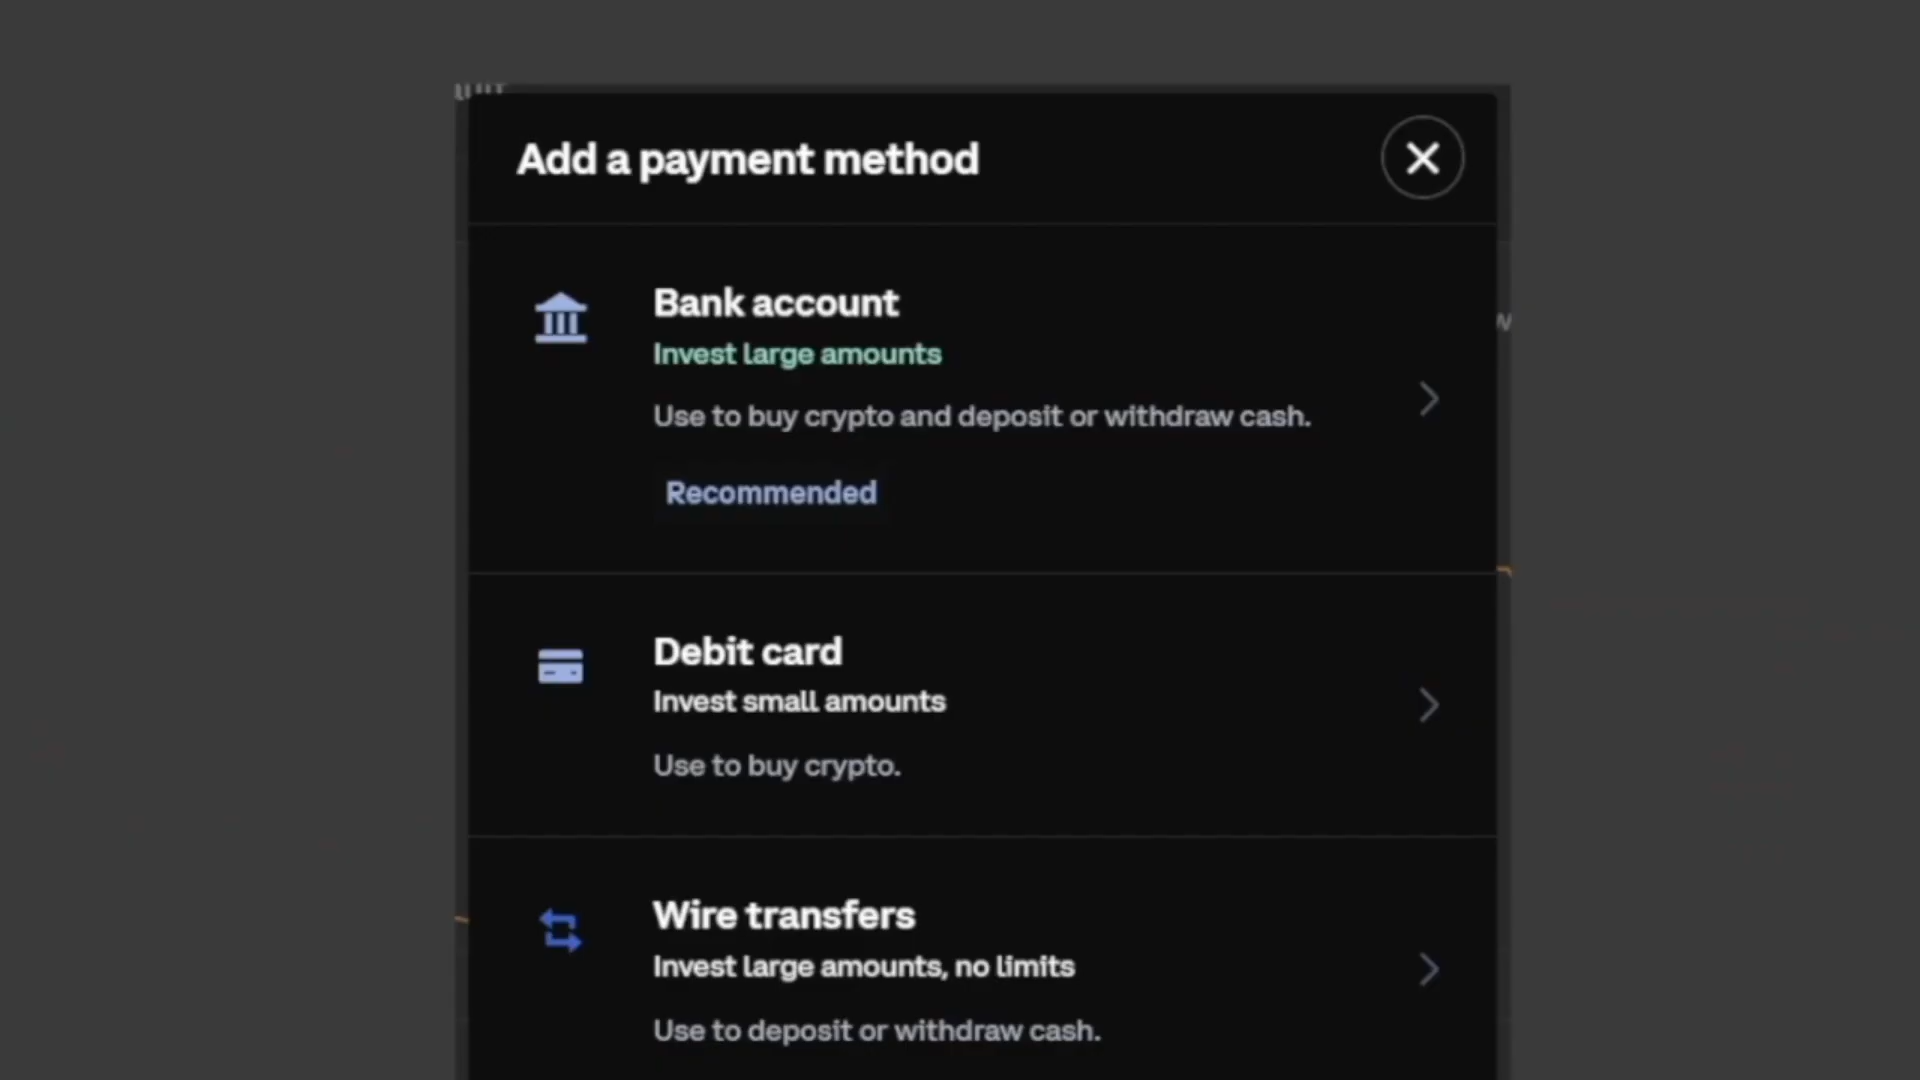 Add a payment method
Bank account
Invest large amounts
Use to buy crypto and deposit or withdraw cash.
Recommended
Debit card
Invest small amounts
Use to buy crypto.
Wire transfers
Invest large amounts, no limits
Use to deposit or withdraw cash.